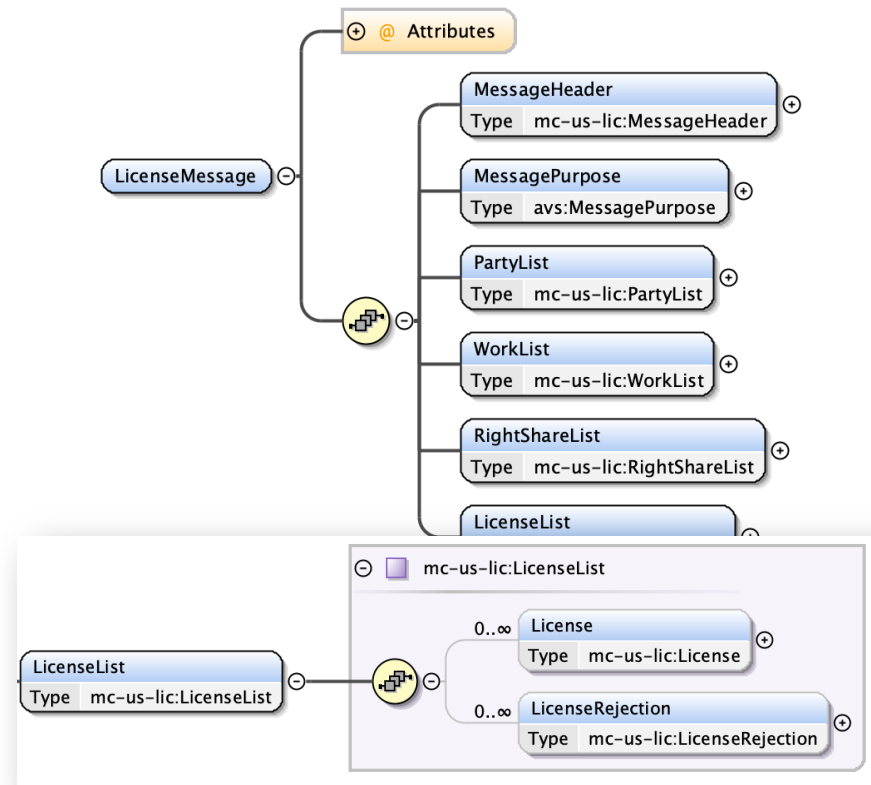 @ Attributes
MessageHeader
Type mc-us-lic:MessageHeader
LicenseMessage
MessagePurpose
Type avs:MessagePurpose
PartyList
Type mc-us-lic:PartyList
WorkList
Type mc-us-lic:WorkList
RightShareList
Type mc-us-lic:RightShareList
LicenseList
mc-us-lic:LicenseList
0..∞
License
Type mc-us-lic:License
LicenseList
Type mc-us-lic:LicenseList
0..∞
LicenseRejection
Type mc-us-lic:LicenseRejection